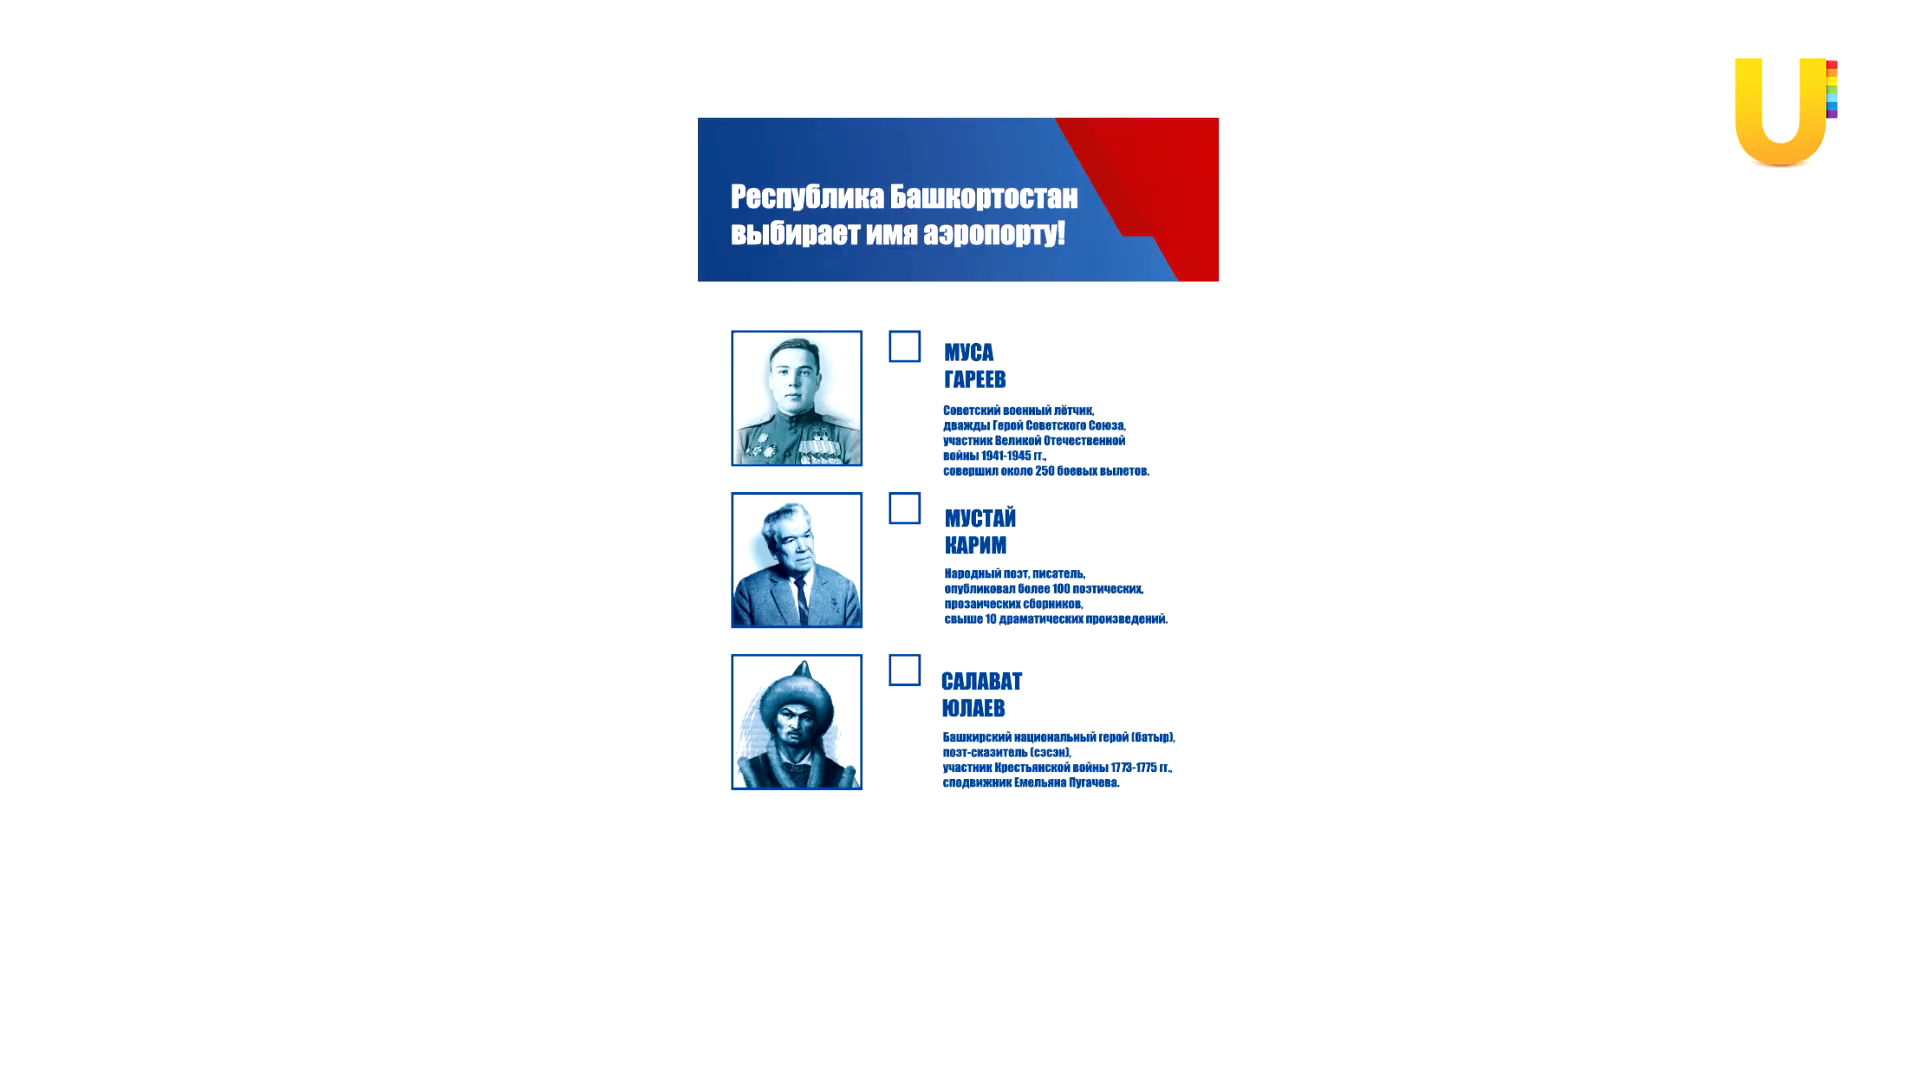 U
Республика Башкортостан
выбирает имя аэропорту!
МУСА
ГАРЕЕВ
Советский военный лётчик,
дважды Герой Советского Союза,
участник Великой Отечественной
войны 1941-1945 гг.,
совершил около 250 боевых вылетов.
МУСТАЙ
КАРИМ
Народный поэт, писатель,
опубликовал более 100 поэтических,
прозаических сборников,
свыше 10 драматических произведений.
САЛАВАТ
ЮЛАЕВ
Башкирский национальный герой (батыр),
поэт-сказитель (сэсэн),
участник Крестьянской войны 1773-1775 гг.,
сподвижник Емельяна Пугачева.